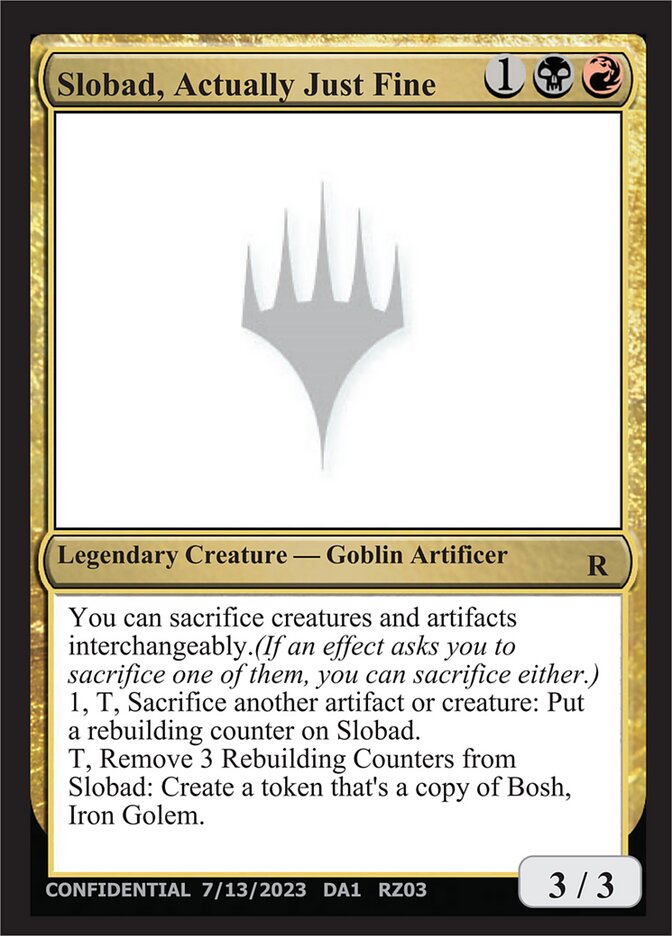 Slobad, Actually Just Fine 1
Legendary Creature — Goblin Artificer R
You can sacrifice creatures and artifacts
interchangeably.(If an effect asks you to
sacrifice one of them, you can sacrifice either.)
1, T, Sacrifice another artifact or creature: Put
a rebuilding counter on Slobad.
T, Remove 3 Rebuilding Counters from
Slobad: Create a token that's a copy of Bosh,
Iron Golem.
CONFIDENTIAL 7/13/2023 DA1 RZ03
3 / 3